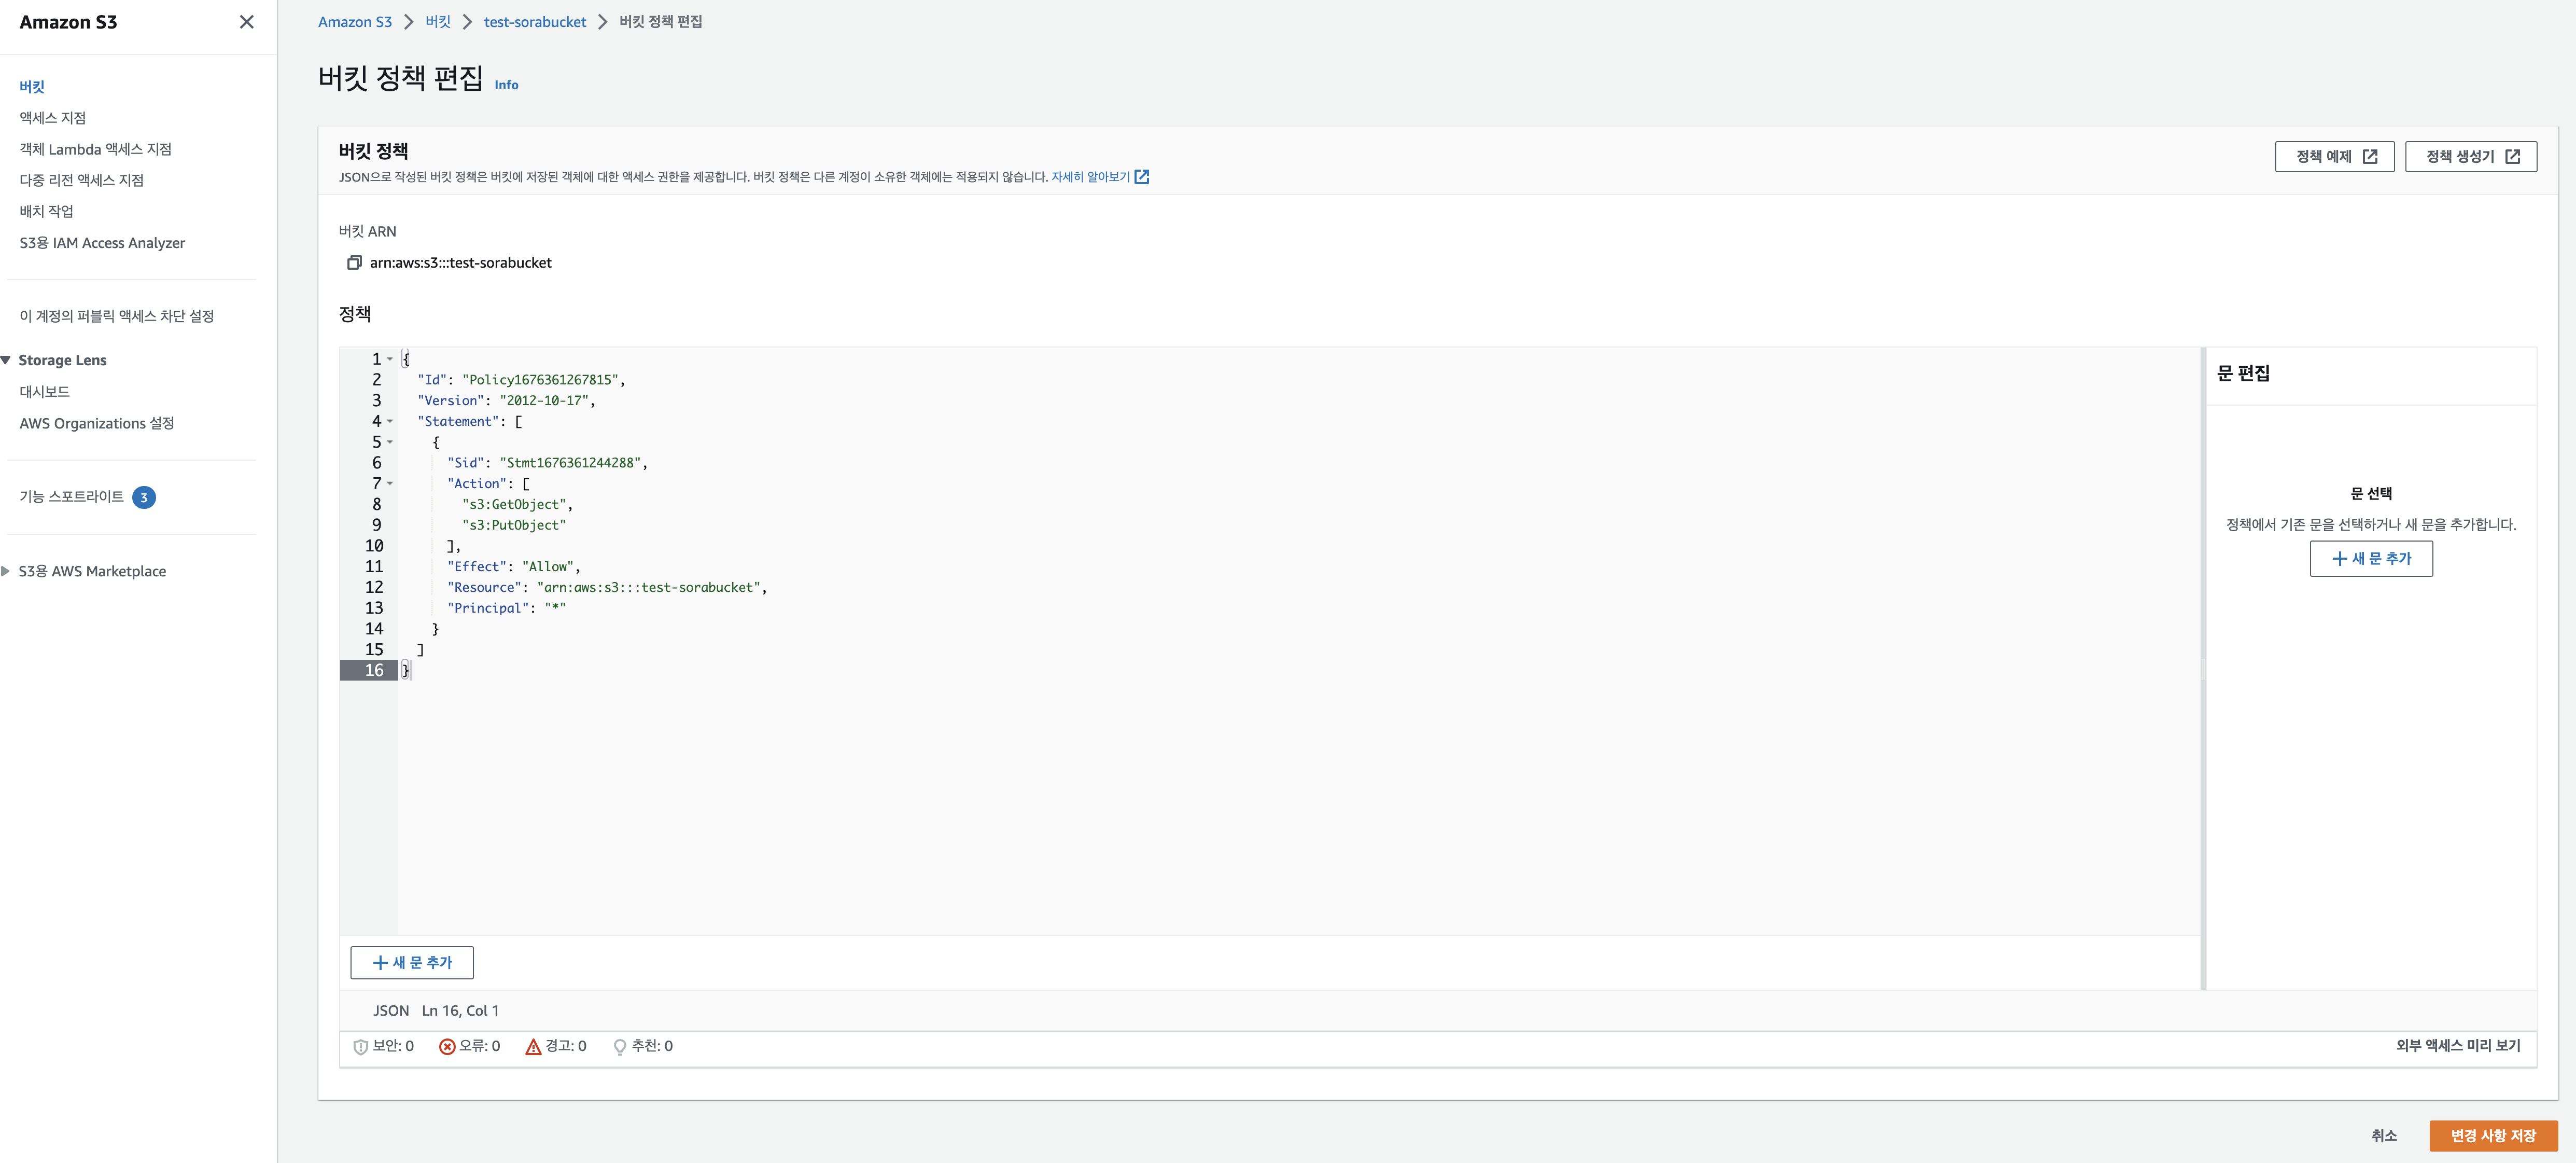 Amazon S3
버킷
액세스 지점
객체 Lambda 액세스 지점
다중 리전 액세스 지점
배치 작업
S3용 IAM Access Analyzer
이 계정의 퍼블릭 액세스 차단 설정
Storage Lens
대시보드
AWS Organizations 설정
기능 스포트라이트 3
S3용 AWS Marketplace
Amazon S3 > 버킷 > test-sorabucket > 버킷 정책 편집
버킷 정책 편집 Info
버킷 정책
JSON으로 작성된 버킷 정책은 버킷에 저장된 객체에 대한 액세스 권한을 제공합니다. 버킷 정책은 다른 계정이 소유한 객체에는 적용되지 않습니다. 자세히 알아보기
정책 예제
정책 생성기
버킷 ARN
arn:aws:s3:::test-sorabucket
정책
1 {
2 "Id": "Policy1676361267815",
3 "Version": "2012-10-17",
4 "Statement": [
5 {
6 "Sid": "Stmt1676361244288",
7 "Action": [
8 "s3:GetObject",
9 "s3:PutObject"
10 ],
11 "Effect": "Allow",
12 "Resource": "arn:aws:s3:::test-sorabucket",
13 "Principal": "*"
14 }
15 ]
16 }
문 편집
문 선택
정책에서 기존 문을 선택하거나 새 문을 추가합니다.
+ 새 문 추가
+ 새 문 추가
JSON Ln 16, Col 1
보안: 0 오류: 0 경고: 0 추천: 0
외부 액세스 미리 보기
취소
변경 사항 저장